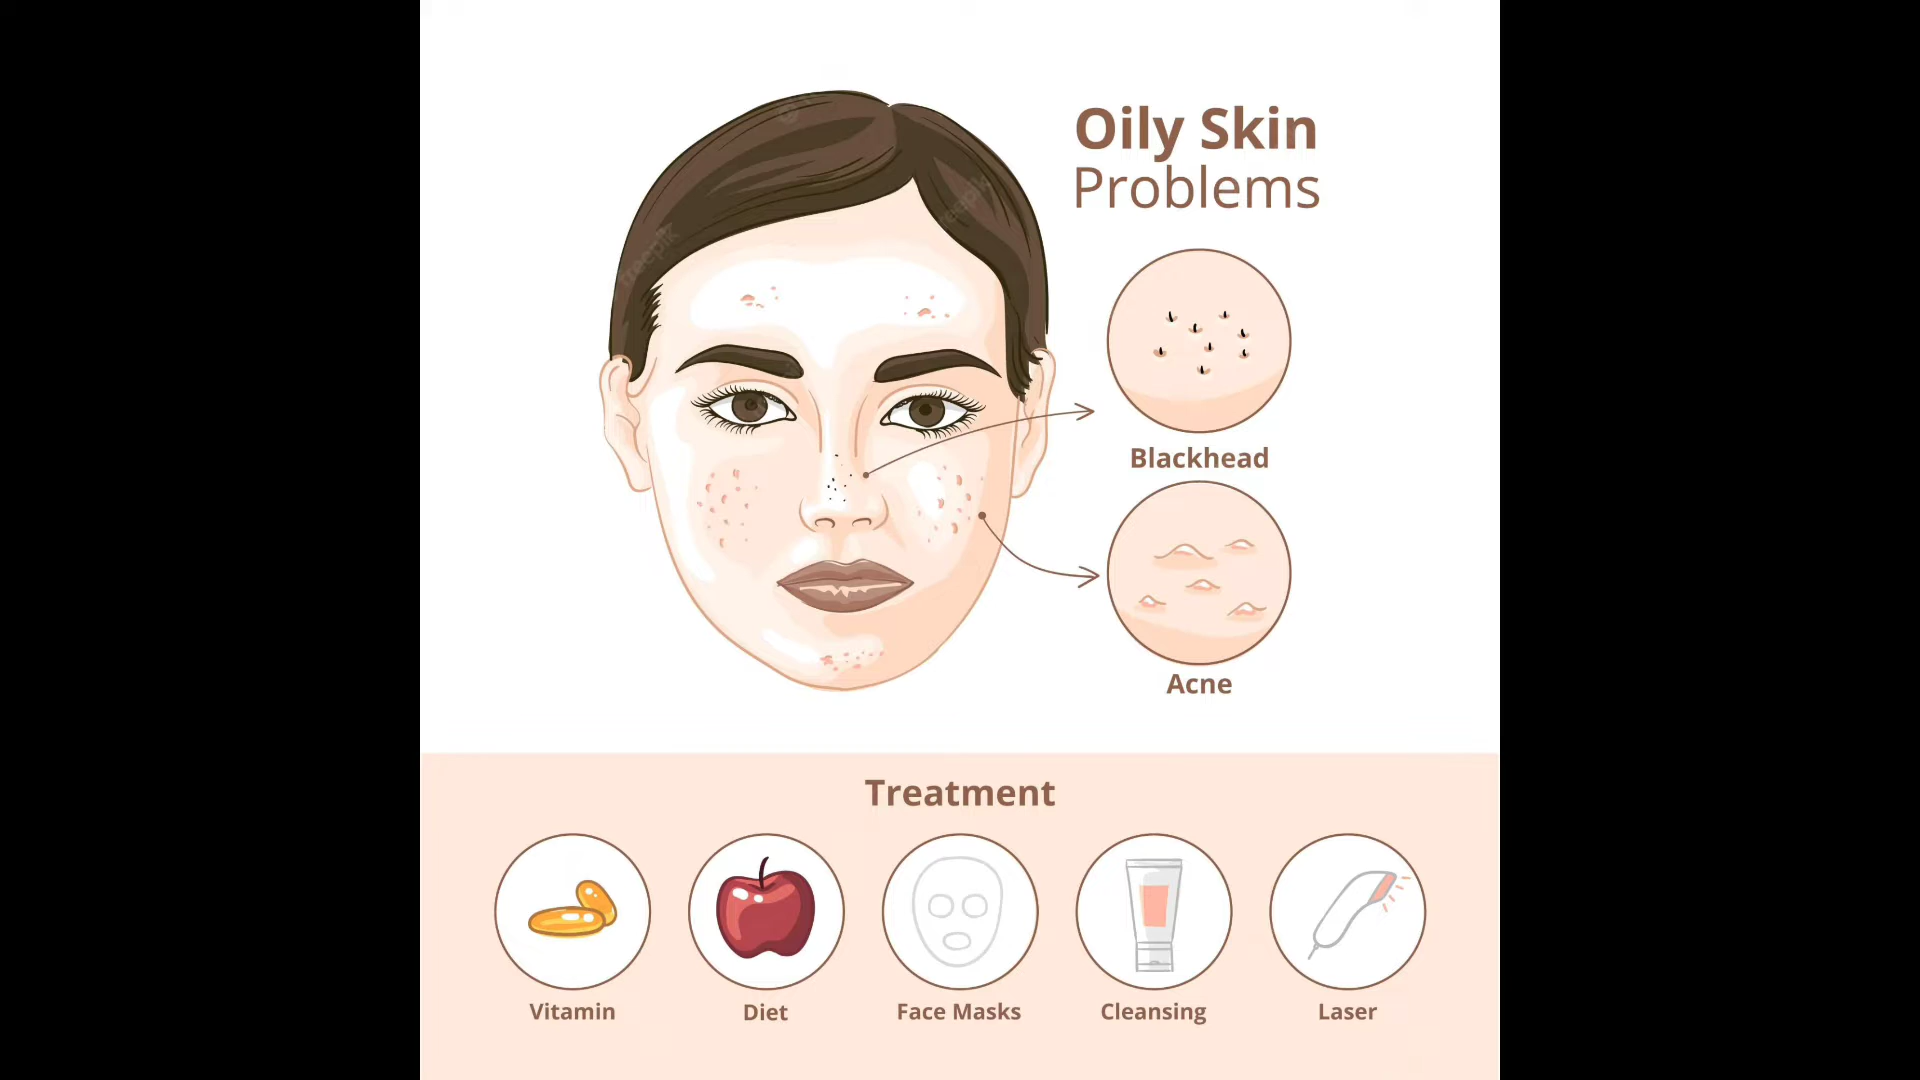 Oily Skin
Problems
Blackhead
Acne
Treatment
Vitamin
Diet
Face Masks
Cleansing
Laser